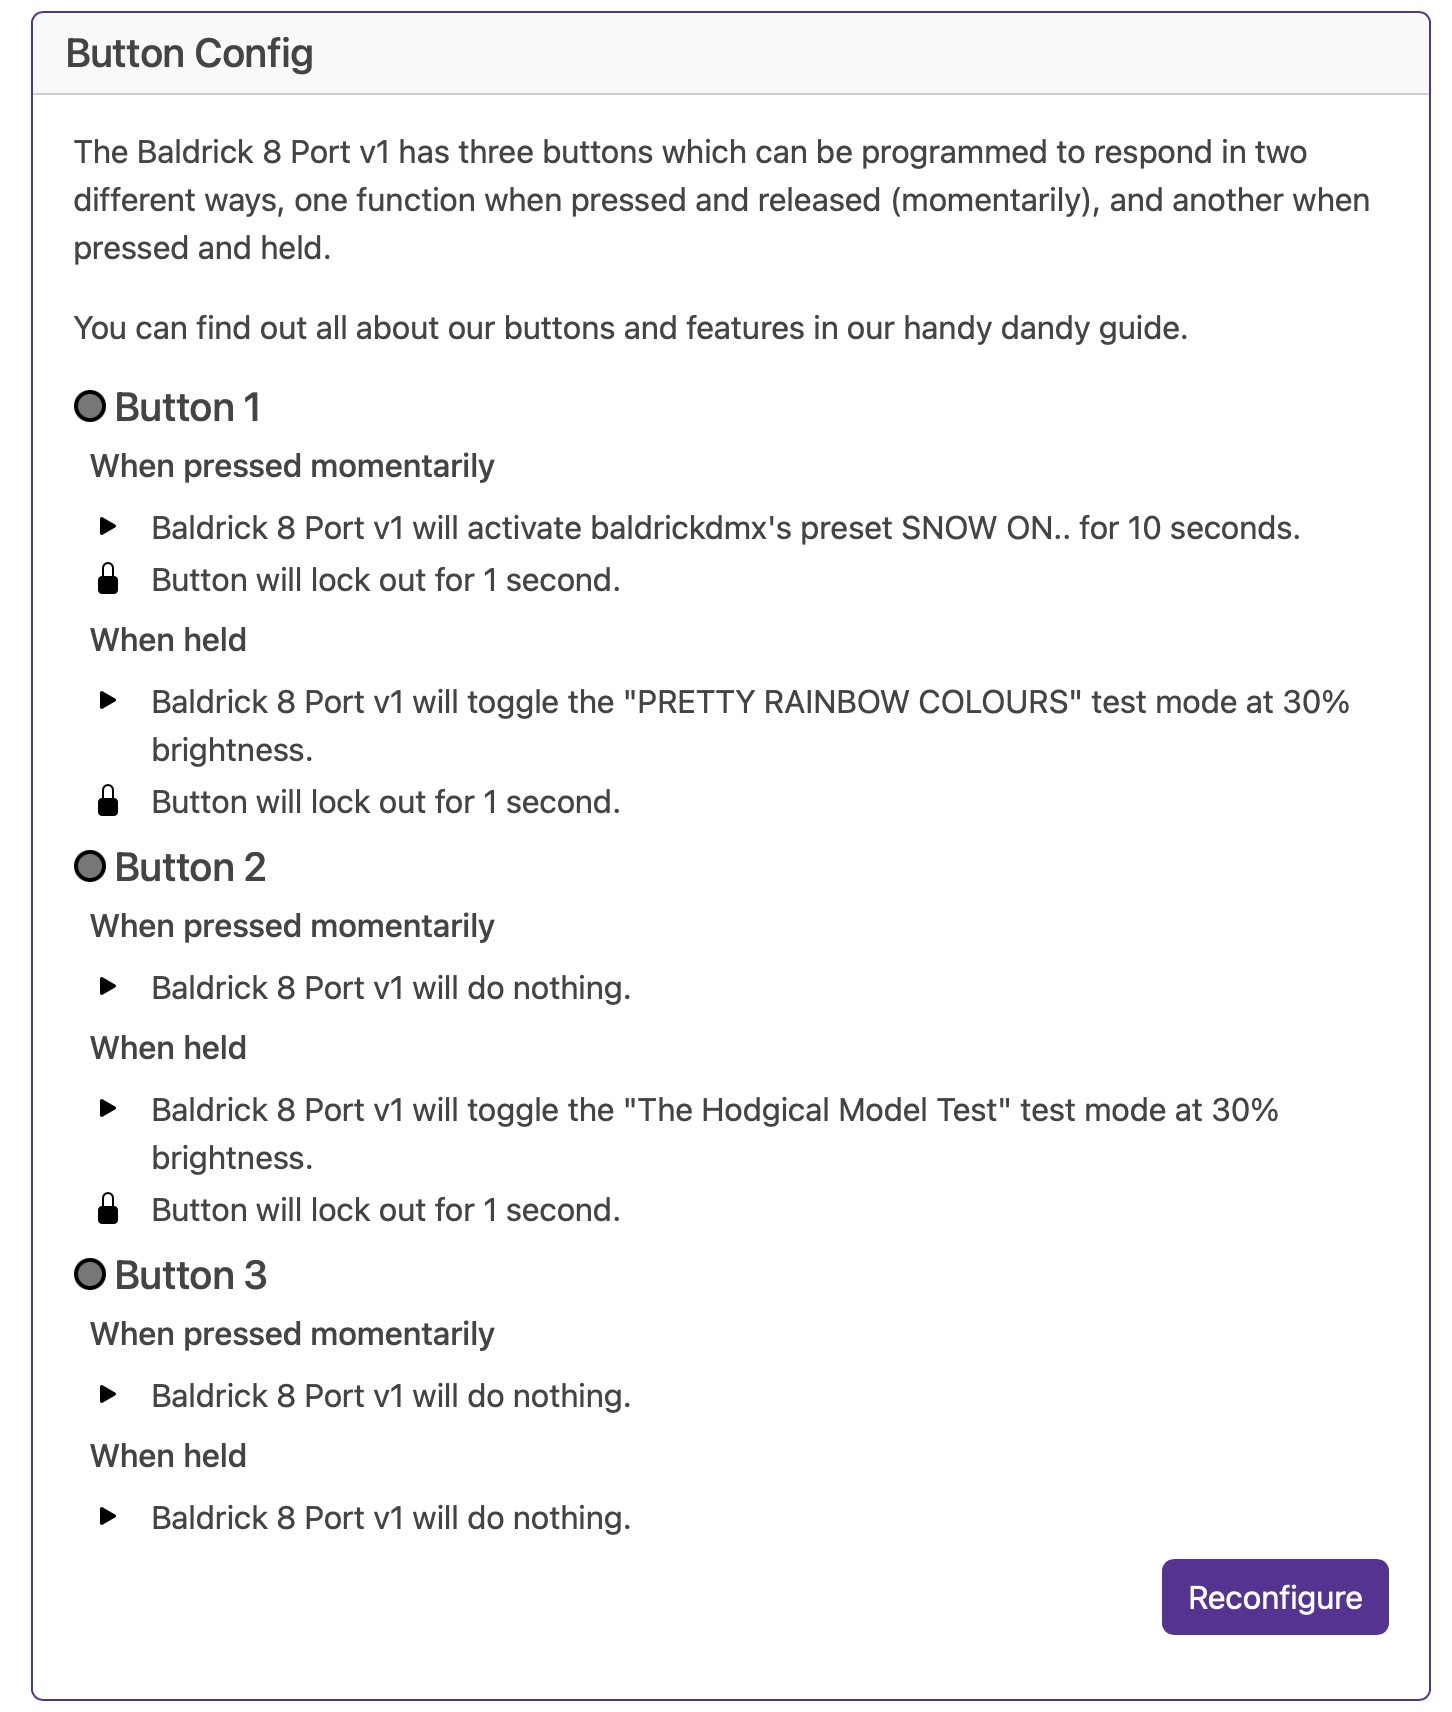 Button Config
The Baldrick 8 Port v1 has three buttons which can be programmed to respond in two
different ways, one function when pressed and released (momentarily), and another when
pressed and held.
You can find out all about our buttons and features in our handy dandy guide.
Button 1
When pressed momentarily
Baldrick 8 Port v1 will activate baldrickdmx's preset SNOW ON.. for 10 seconds.
Button will lock out for 1 second.
When held
Baldrick 8 Port v1 will toggle the "PRETTY RAINBOW COLOURS" test mode at 30%
brightness.
Button will lock out for 1 second.
Button 2
When pressed momentarily
Baldrick 8 Port v1 will do nothing.
When held
Baldrick 8 Port v1 will toggle the "The Hodgical Model Test" test mode at 30%
brightness.
Button will lock out for 1 second.
Button 3
When pressed momentarily
Baldrick 8 Port v1 will do nothing.
When held
Baldrick 8 Port v1 will do nothing.
Reconfigure